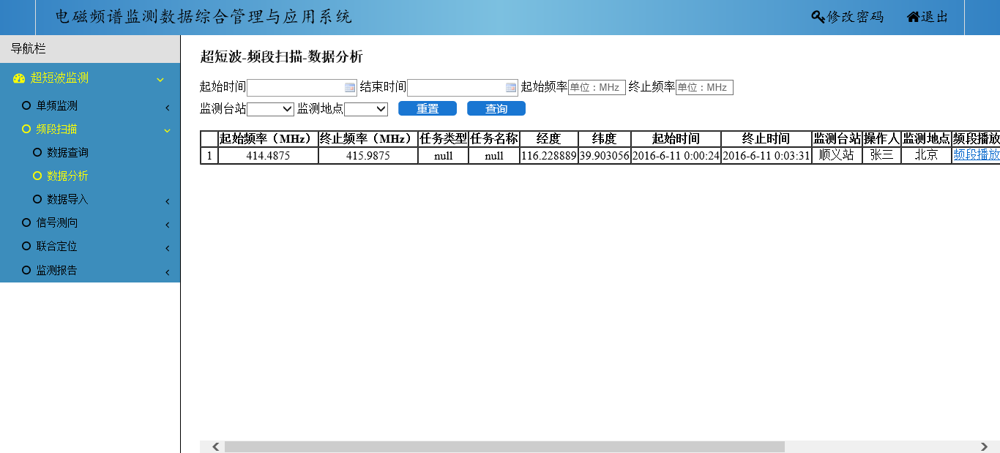 电磁频谱监测数据综合管理与应用系统 修改密码 退出
导航栏
超短波监测
单频监测
频段扫描
数据查询
数据分析
数据导入
信号测向
联合定位
监测报告
超短波-频段扫描-数据分析
起始时间 结束时间 起始频率 单位：MHz 终止频率 单位：MHz
监测台站 监测地点 重置 查询
起始频率（MHz） 终止频率（MHz） 任务类型 任务名称 经度 纬度 起始时间 终止时间 监测台站 操作人 监测地点 频段播放
1 414.4875 415.9875 null null 116.228889 39.903056 2016-6-11 0:00:24 2016-6-11 0:03:31 顺义站 张三 北京 频段播放